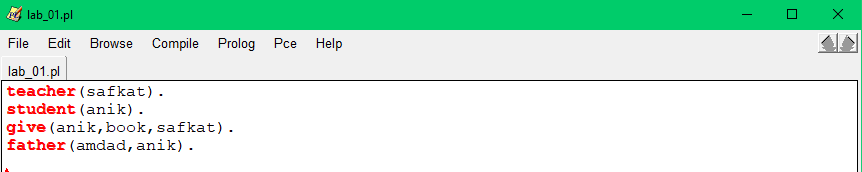 lab_01.pl
File Edit Browse Compile Prolog Pce Help
lab_01.pl
teacher(safkat).
student(anik).
give(anik,book,safkat).
father(amdad,anik).